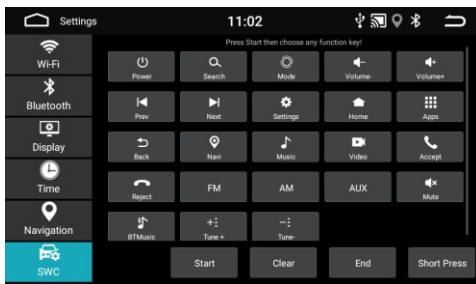 Settings
11:02
Press Start then choose any function key!
Wi-Fi
Bluetooth
Display
Time
Navigation
SWC
Power
Search
Mode
Volume-
Volume+
Prev
Next
Settings
Home
Apps
Back
Navi
Music
Video
Accept
Reject
FM
AM
AUX
Mute
BTMusic
Tune +
Tune-
Start
Clear
End
Short Press